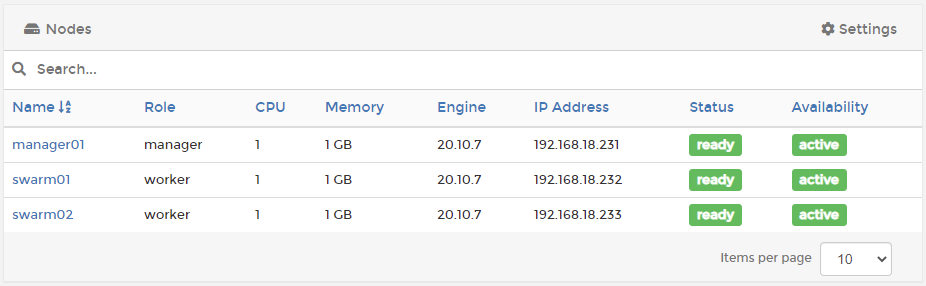 Nodes Settings
Search...
Name Role CPU Memory Engine IP Address Status Availability
manager01 manager 1 1 GB 20.10.7 192.168.18.231 ready active
swarm01 worker 1 1 GB 20.10.7 192.168.18.232 ready active
swarm02 worker 1 1 GB 20.10.7 192.168.18.233 ready active
Items per page 10